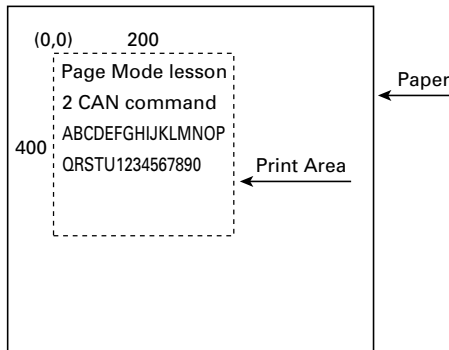 (0,0) 200
Page Mode lesson
Paper
2 CAN command
ABCDEFGHIJKLMNOP
400
QRSTU1234567890
Print Area